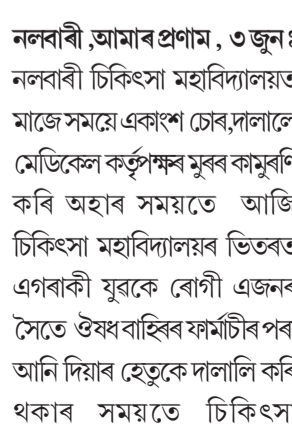 নলবাৰী ,আমাৰ প্ৰণাম , ৩ জুন ঃ
নলবাৰী চিকিৎসা মহাবিদ্যালয়ত
মাজে সময়ে একাংশ চোৰ,দালালে
মেডিকেল কৰ্তৃপক্ষৰ মুৰৰ কামুৰণি
কৰি অহাৰ সময়তে আজি
চিকিৎসা মহাবিদ্যালয়ৰ ভিতৰত
এগৰাকী যুৱকে ৰোগী এজনৰ
সৈতে ঔষধ বাহিৰৰ ফাৰ্মাচীৰ পৰা
আনি দিয়াৰ হেতুকে দালালি কৰি
থকাৰ সময়তে চিকিৎসা